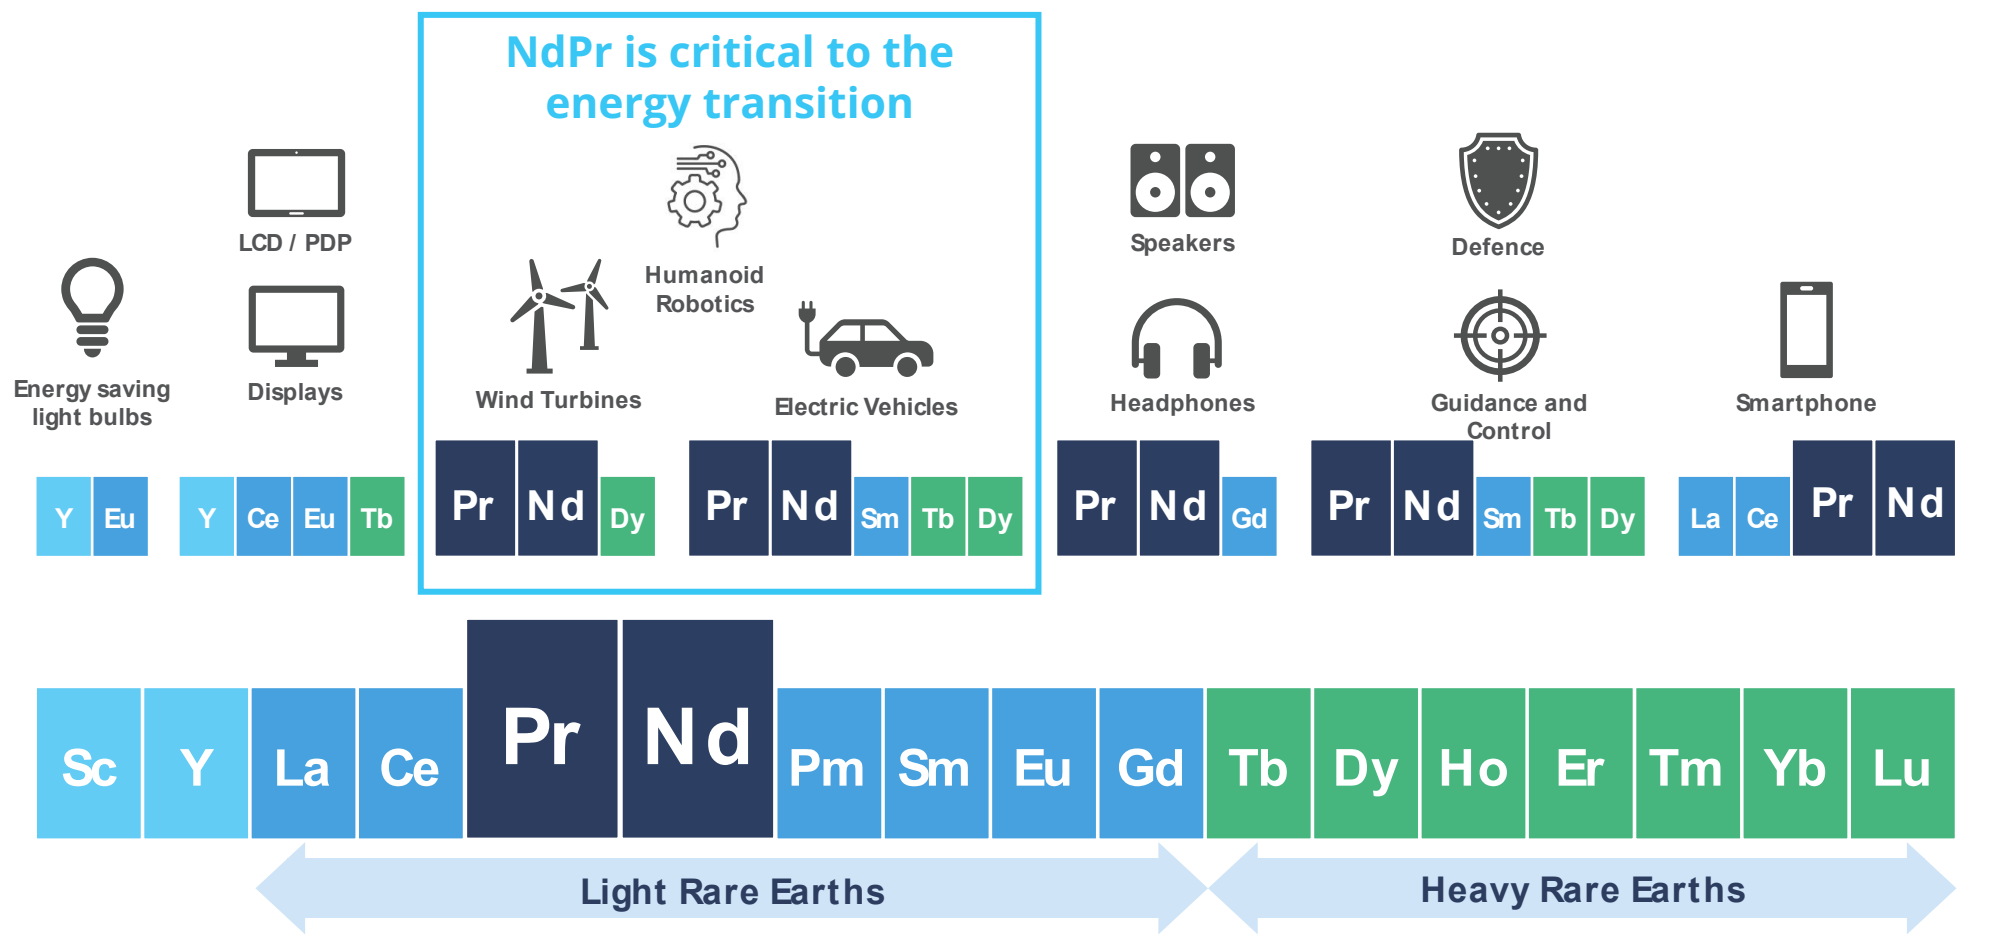 NdPr is critical to the
energy transition
LCD / PDP
Displays
Energy saving
light bulbs
Humanoid
Robotics
Wind Turbines
Electric Vehicles
Speakers
Headphones
Defence
Guidance and
Control
Smartphone
Y Eu
Y Ce Eu Tb
Pr Nd Dy
Pr Nd Sm Tb Dy
Pr Nd Gd
Pr Nd Sm Tb Dy
La Ce Pr Nd
Sc Y La Ce Pr Nd Pm Sm Eu Gd Tb Dy Ho Er Tm Yb Lu
Light Rare Earths
Heavy Rare Earths